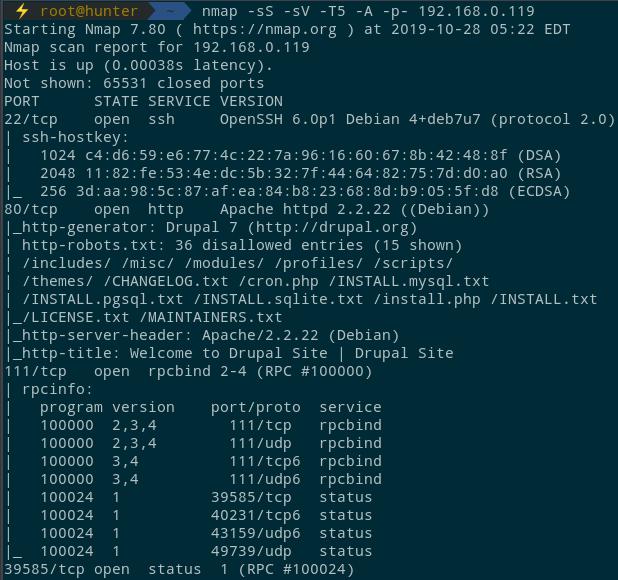 ⚡ root@hunter ~ nmap -sS -sV -T5 -A -p- 192.168.0.119
Starting Nmap 7.80 ( https://nmap.org ) at 2019-10-28 05:22 EDT
Nmap scan report for 192.168.0.119
Host is up (0.00038s latency).
Not shown: 65531 closed ports
PORT      STATE SERVICE VERSION
22/tcp    open  ssh     OpenSSH 6.0p1 Debian 4+deb7u7 (protocol 2.0)
| ssh-hostkey:
|   1024 c4:d6:59:e6:77:4c:22:7a:96:16:60:67:8b:42:48:8f (DSA)
|   2048 11:82:fe:53:4e:dc:5b:32:7f:44:64:82:75:7d:d0:a0 (RSA)
|_  256 3d:aa:98:5c:87:af:ea:84:b8:23:68:8d:b9:05:5f:d8 (ECDSA)
80/tcp    open  http    Apache httpd 2.2.22 ((Debian))
|_http-generator: Drupal 7 (http://drupal.org)
| http-robots.txt: 36 disallowed entries (15 shown)
| /includes/ /misc/ /modules/ /profiles/ /scripts/
| /themes/ /CHANGELOG.txt /cron.php /INSTALL.mysql.txt
| /INSTALL.pgsql.txt /INSTALL.sqlite.txt /install.php /INSTALL.txt
|_/LICENSE.txt /MAINTAINERS.txt
|_http-server-header: Apache/2.2.22 (Debian)
|_http-title: Welcome to Drupal Site | Drupal Site
111/tcp   open  rpcbind 2-4 (RPC #100000)
| rpcinfo:
|   program version    port/proto  service
|   100000  2,3,4        111/tcp   rpcbind
|   100000  2,3,4        111/udp   rpcbind
|   100000  3,4          111/tcp6  rpcbind
|   100000  3,4          111/udp6  rpcbind
|   100024  1          39585/tcp   status
|   100024  1          40231/tcp6  status
|   100024  1          43159/udp6  status
|_  100024  1          49739/udp   status
39585/tcp open  status  1 (RPC #100024)